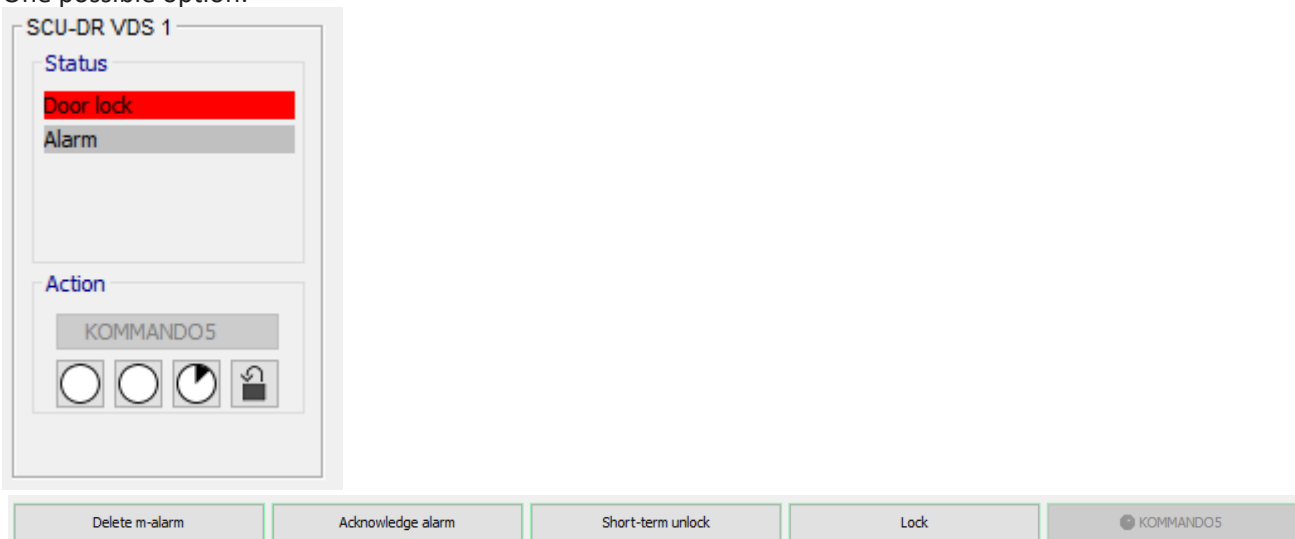 One possible option:
SCU-DR VDS 1
Status
Door lock
Alarm
Action
KOMMANDO5
Delete m-alarm
Acknowledge alarm
Short-term unlock
Lock
KOMMANDO5